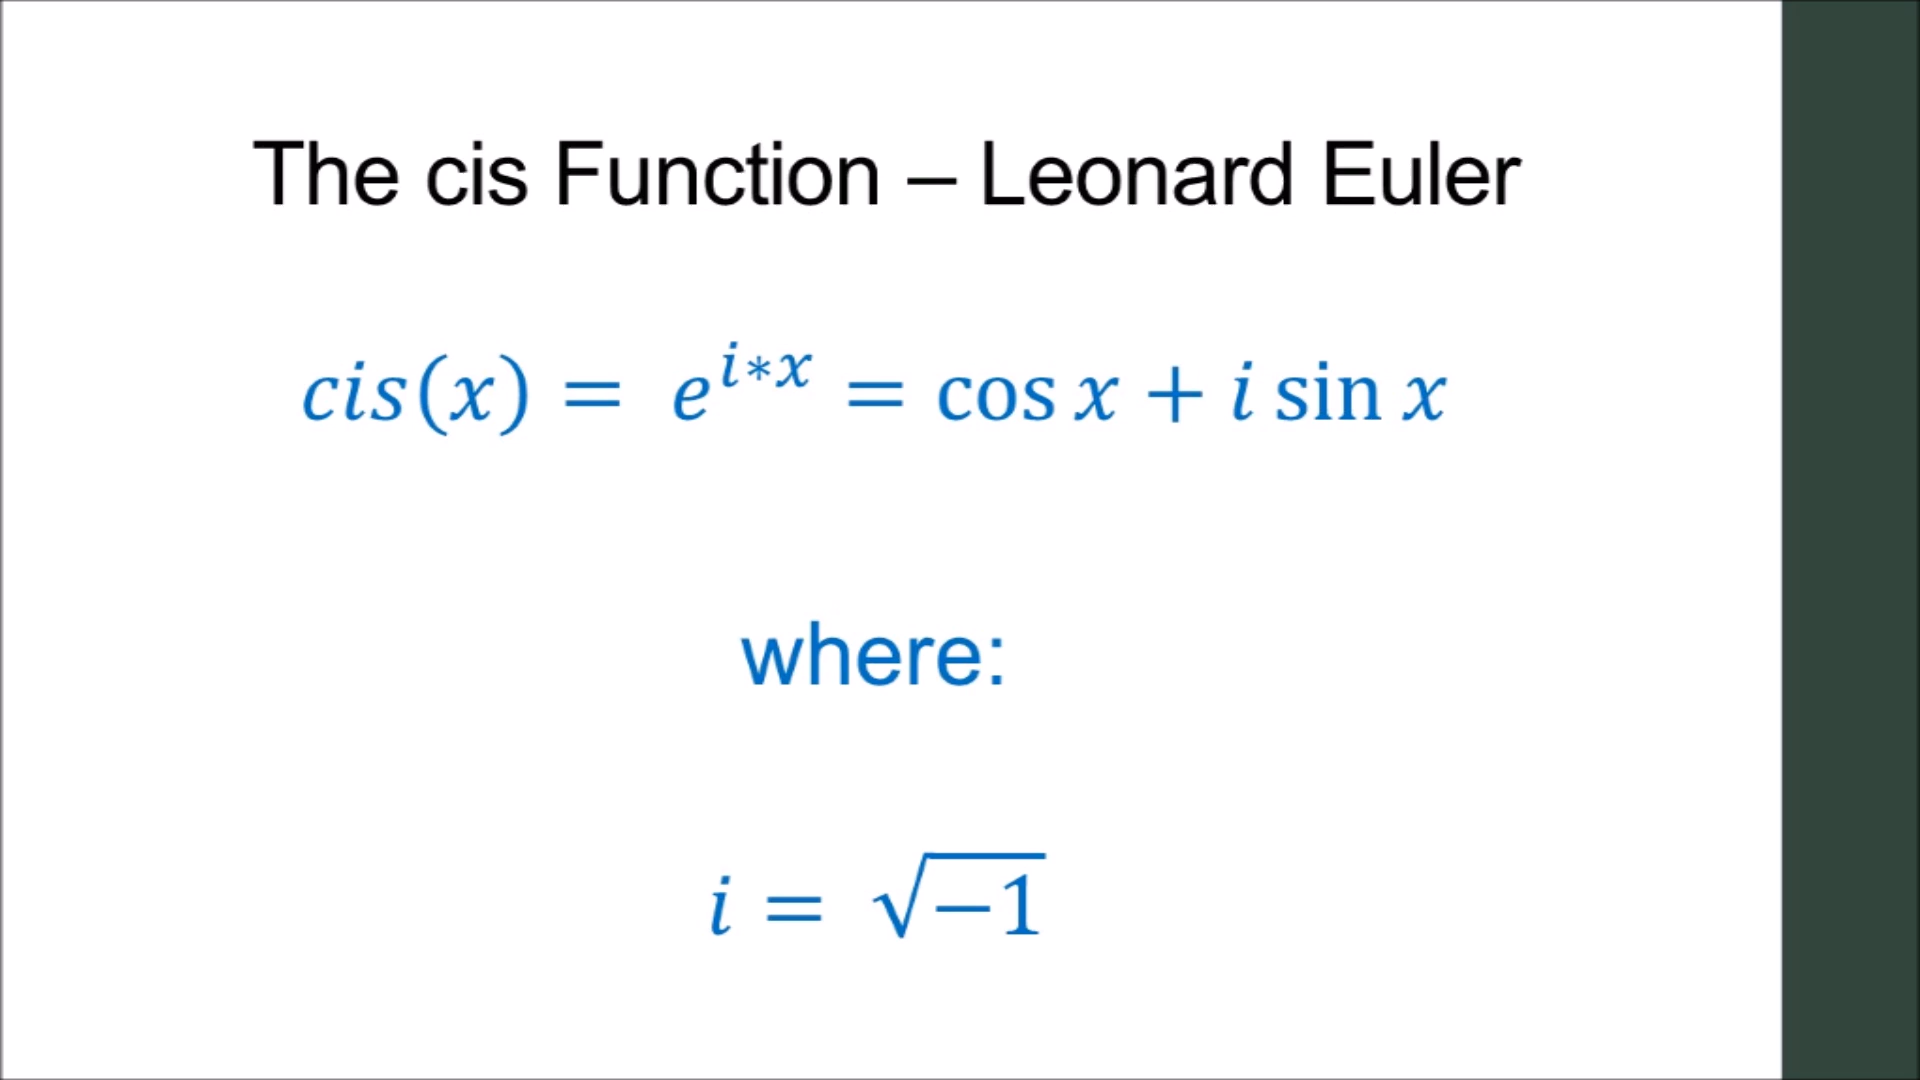 The cis Function – Leonard Euler
cis(x) = e^{i*x} = cos x + i sin x
where:
i = √−1